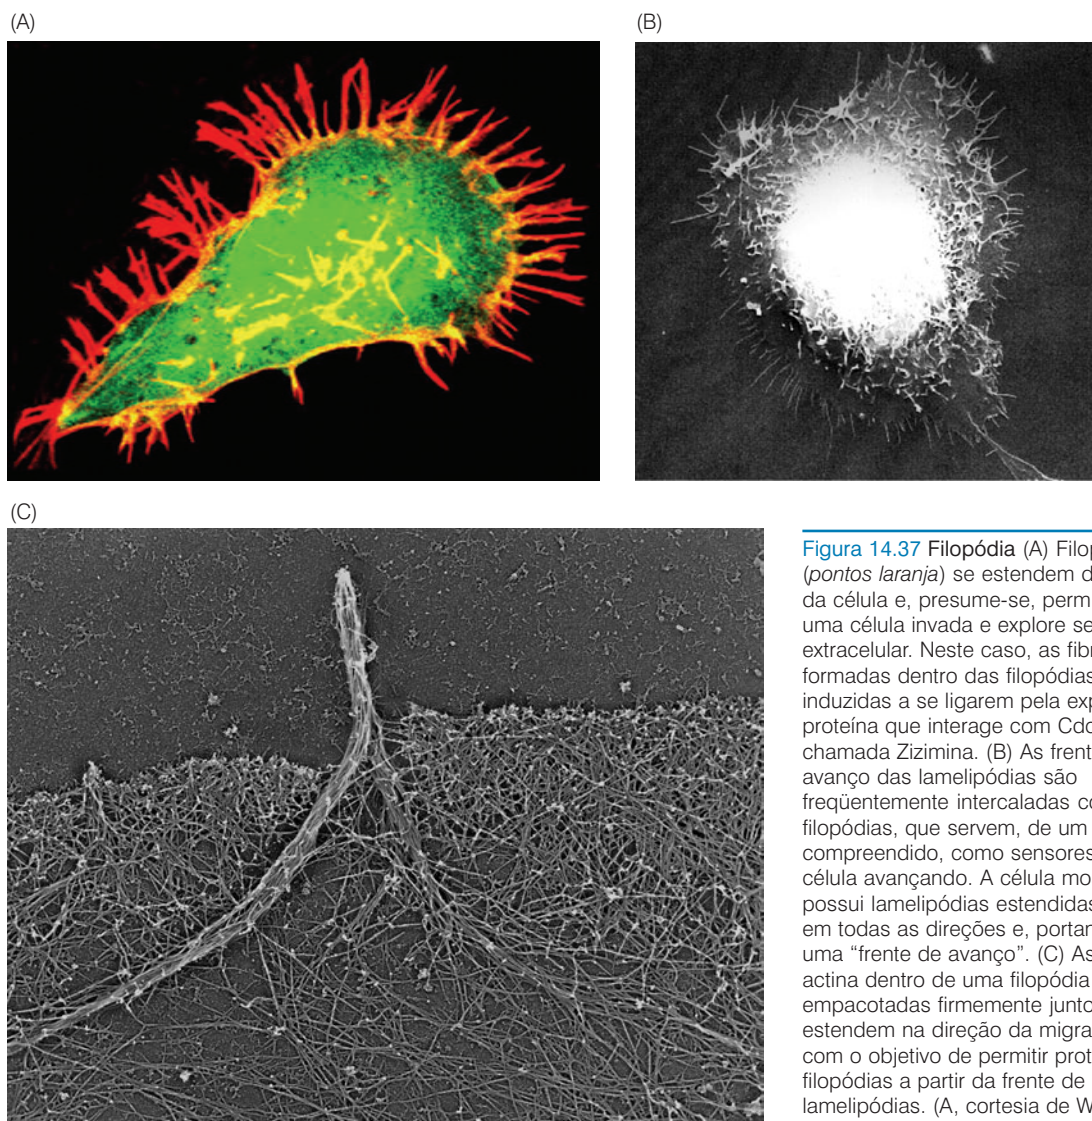 (A)
(B)
(C)
Figura 14.37 Filopódia (A) Filop
(pontos laranja) se estendem d
da célula e, presume-se, perm
uma célula invada e explore se
extracelular. Neste caso, as fibr
formadas dentro das filopódias
induzidas a se ligarem pela exp
proteína que interage com Cdc
chamada Zizimina. (B) As frent
avanço das lamelipódias são
freqüentemente intercaladas co
filopódias, que servem, de um
compreendido, como sensores
célula avançando. A célula mo
possui lamelipódias estendidas
em todas as direções e, portan
uma “frente de avanço”. (C) As
actina dentro de uma filopódia
empacotadas firmemente junto
estendem na direção da migra
com o objetivo de permitir prot
filopódias a partir da frente de
lamelipódias. (A, cortesia de W